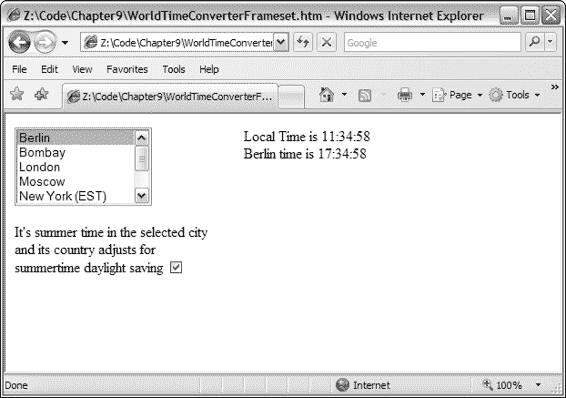 Z:\Code\Chapter9\WorldTimeConverterFrameset.htm - Windows Internet Explorer
Z:\Code\Chapter9\WorldTimeConverter
Google
File Edit View Favorites Tools Help
Z:\Code\Chapter9\WorldTimeConverterF...
Page Tools
Berlin
Bombay
London
Moscow
New York (EST)
Local Time is 11:34:58
Berlin time is 17:34:58
It's summer time in the selected city
and its country adjusts for
summertime daylight saving
Done Internet 100%